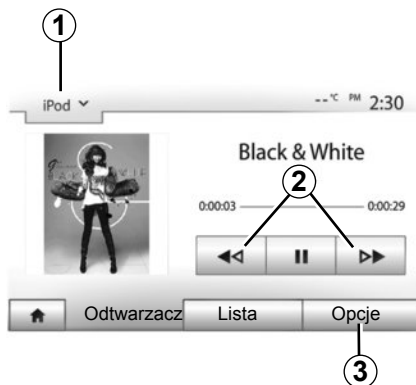 1
iPod
--°C PM 2:30
Black & White
2
0:00:03 0:00:29
Odtwarzacz Lista Opcje
3